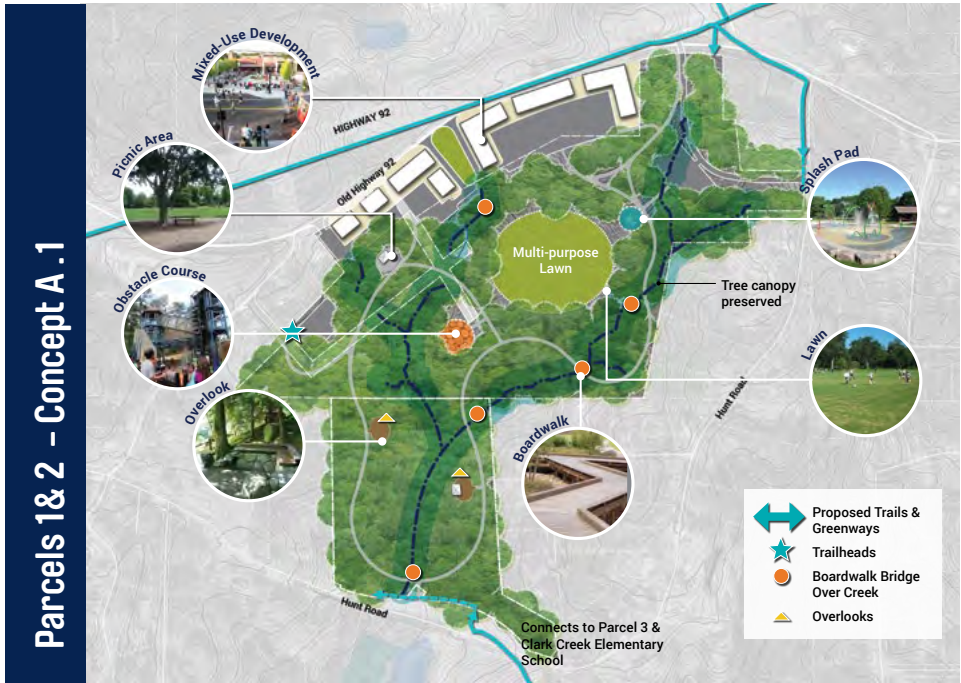 Parcels 1& 2 - Concept A .1
Mixed-Use Development
HIGHWAY 92
Picnic Area
Old Highway 92
Splash Pad
Multi-purpose
Lawn
Tree canopy
preserved
Obstacle Course
Lawn
Hunt Road
Overlook
Boardwalk
Proposed Trails &
Greenways
Trailheads
Boardwalk Bridge
Over Creek
Overlooks
Hunt Road
Connects to Parcel 3 &
Clark Creek Elementary
School